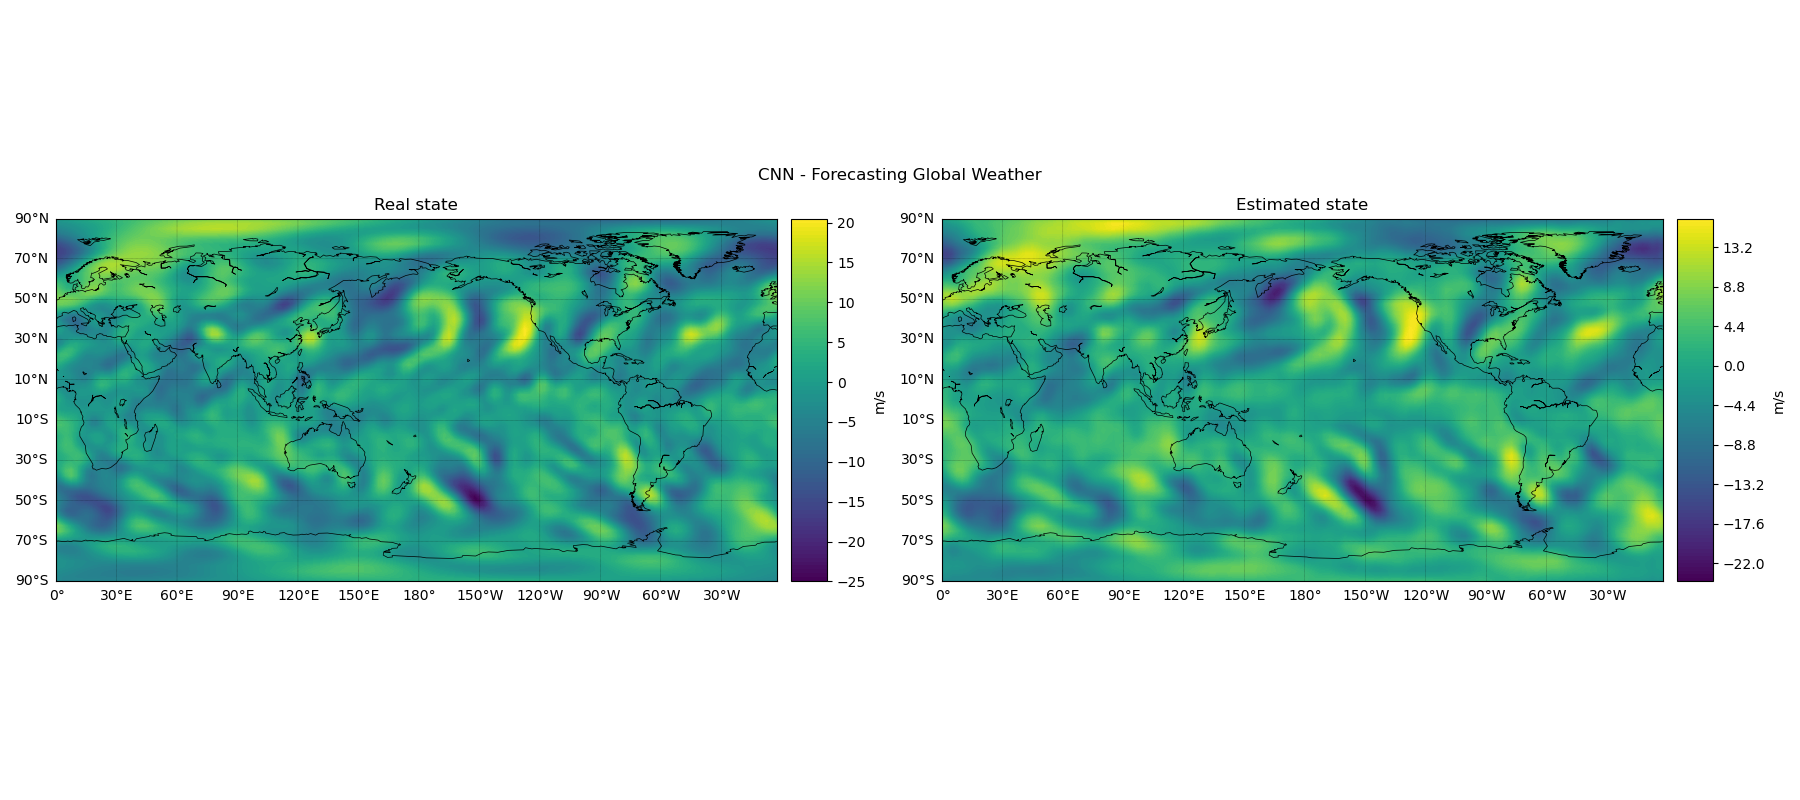 CNN - Forecasting Global Weather
Real state
90°N
70°N
50°N
30°N
10°N
10°S
30°S
50°S
70°S
90°S
0°
30°E
60°E
90°E
120°E
150°E
180°
150°W
120°W
90°W
60°W
30°W
20
15
10
5
0
−5
−10
−15
−20
−25
m/s
Estimated state
90°N
70°N
50°N
30°N
10°N
10°S
30°S
50°S
70°S
90°S
0°
30°E
60°E
90°E
120°E
150°E
180°
150°W
120°W
90°W
60°W
30°W
13.2
8.8
4.4
0.0
−4.4
−8.8
−13.2
−17.6
−22.0
m/s